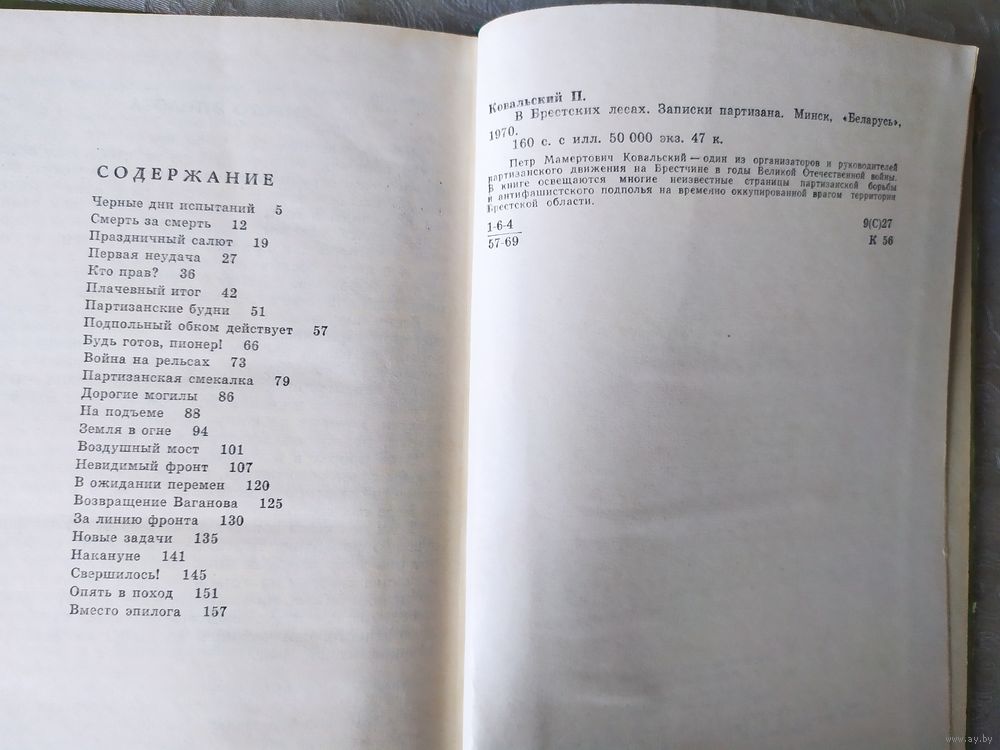 СОДЕРЖАНИЕ
Черные дни испытаний 5
Смерть за смерть 12
Праздничный салют 19
Первая неудача 27
Кто прав? 36
Плачевный итог 42
Партизанские будни 51
Подпольный обком действует 57
Будь готов, пионер! 66
Война на рельсах 73
Партизанская смекалка 79
Дорогие могилы 86
На подъеме 88
Земля в огне 94
Воздушный мост 101
Невидимый фронт 107
В ожидании перемен 120
Возвращение Ваганова 125
За линию фронта 130
Новые задачи 135
Накануне 141
Свершилось! 145
Опять в поход 151
Вместо эпилога 157
Ковальский П.
В Брестских лесах. Записки партизана. Минск, «Беларусь»,
1970.
160 с. с илл. 50 000 экз. 47 к.
Петр Мамертович Ковальский — один из организаторов и руководителей
партизанского движения на Брестчине в годы Великой Отечественной войны.
В книге освещаются многие неизвестные страницы партизанской борьбы
и антифашистского подполья на временно оккупированной врагом территории
Брестской области.
1-6-4 9(С)27
57-69 К 56
www.ay.by